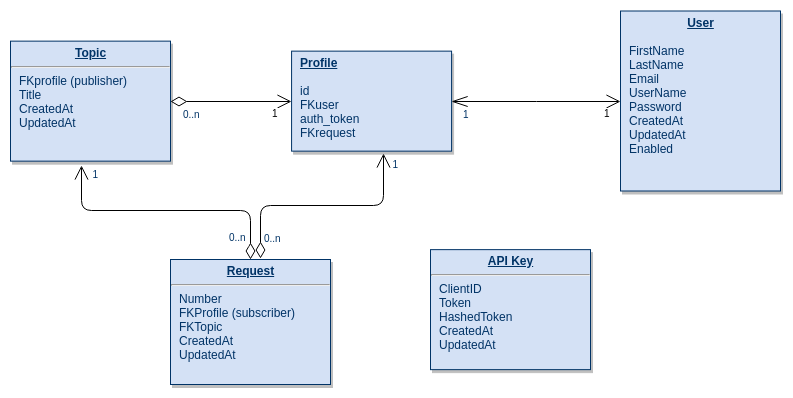 Topic
FKprofile (publisher)
Title
CreatedAt
UpdatedAt
0..n
1
Profile
id
FKuser
auth_token
FKrequest
1
1
User
FirstName
LastName
Email
UserName
Password
CreatedAt
UpdatedAt
Enabled
1
1
0..n
0..n
Request
Number
FKProfile (subscriber)
FKTopic
CreatedAt
UpdatedAt
API Key
ClientID
Token
HashedToken
CreatedAt
UpdatedAt